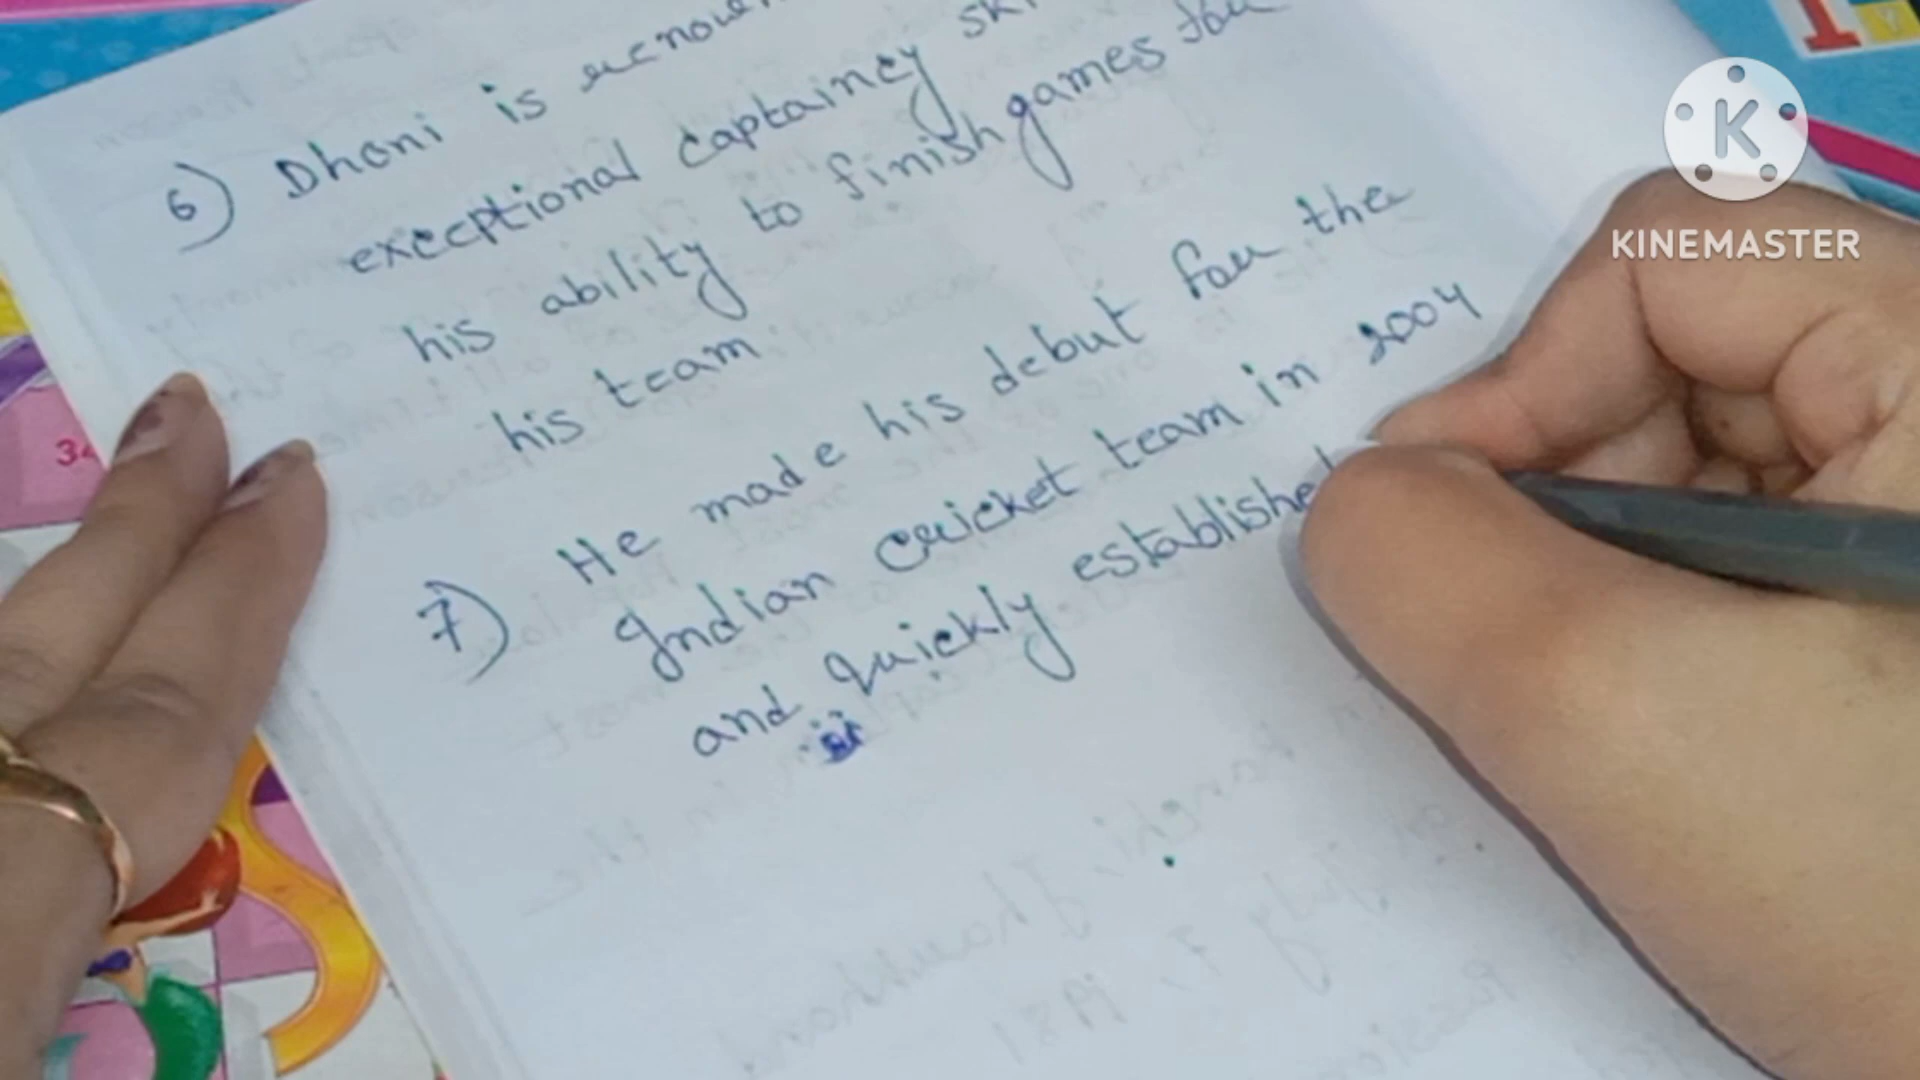 6) Dhoni is
exceptional captaincy
his ability to finish games for
his team
7) He made his debut for the
Indian cricket team in 2004
and quickly established
KINEMASTER